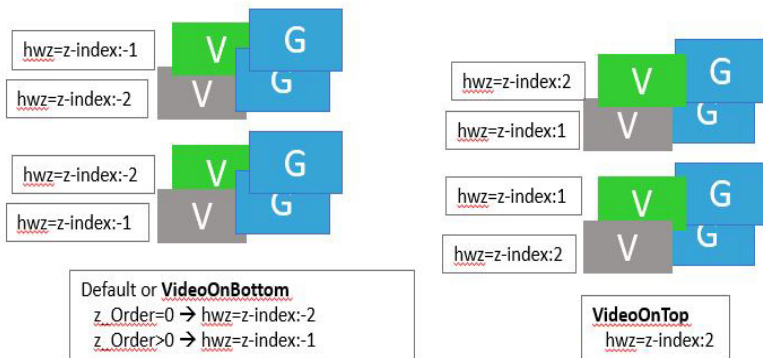 hwz=z-index:-1
V
G
hwz=z-index:-2
V
G
hwz=z-index:-2
V
G
hwz=z-index:-1
V
G
Default or VideoOnBottom
z_Order=0 → hwz=z-index:-2
z_Order>0 → hwz=z-index:-1
hwz=z-index:2
V
G
hwz=z-index:1
V
G
hwz=z-index:1
V
G
hwz=z-index:2
V
G
VideoOnTop
hwz=z-index:2